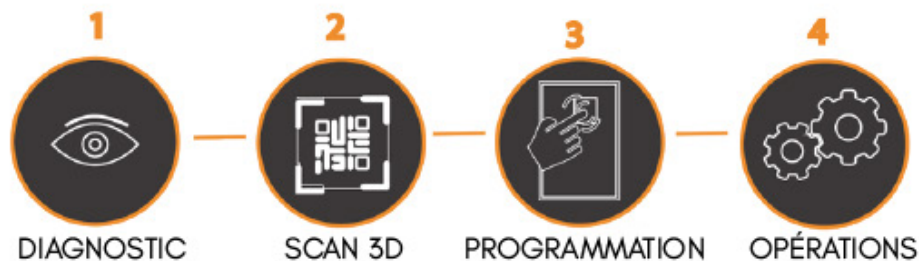 1 2 3 4
DIAGNOSTIC SCAN 3D PROGRAMMATION OPÉRATIONS